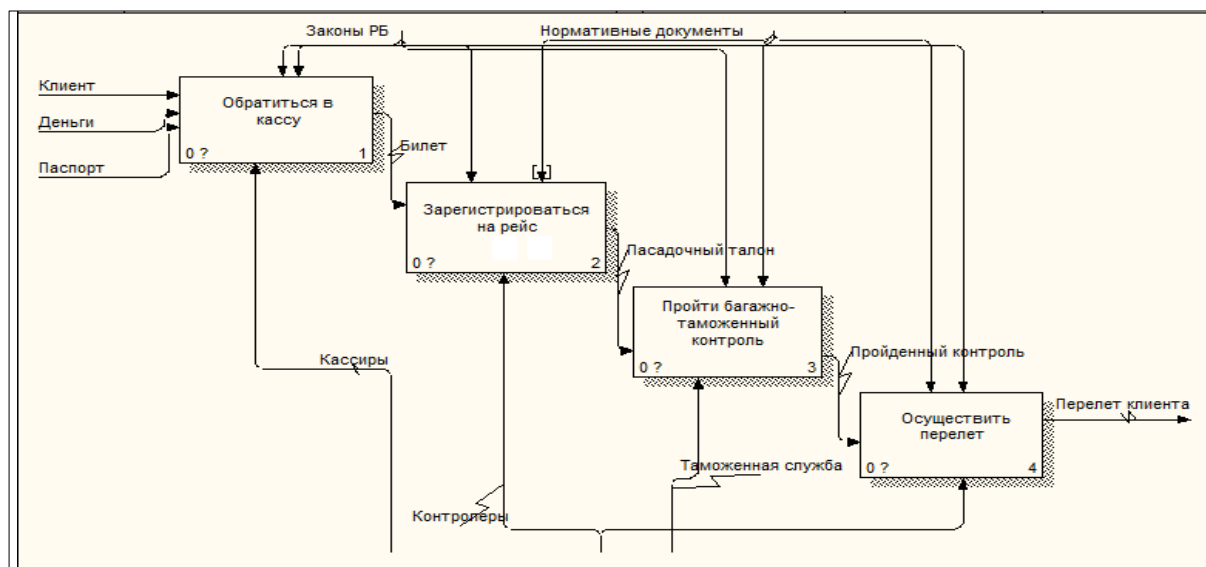 Законы РБ
Нормативные документы
Клиент
Деньги
Паспорт
Обратиться в
кассу
0 ?
1
Билет
Зарегистрироваться
на рейс
0 ?
2
Пасадочный талон
Пройти багажно-
таможенный
контроль
0 ?
3
Пройденный контроль
Кассиры
Осуществить
перелет
0 ?
4
Перелет клиента
Таможенная служба
Контролеры